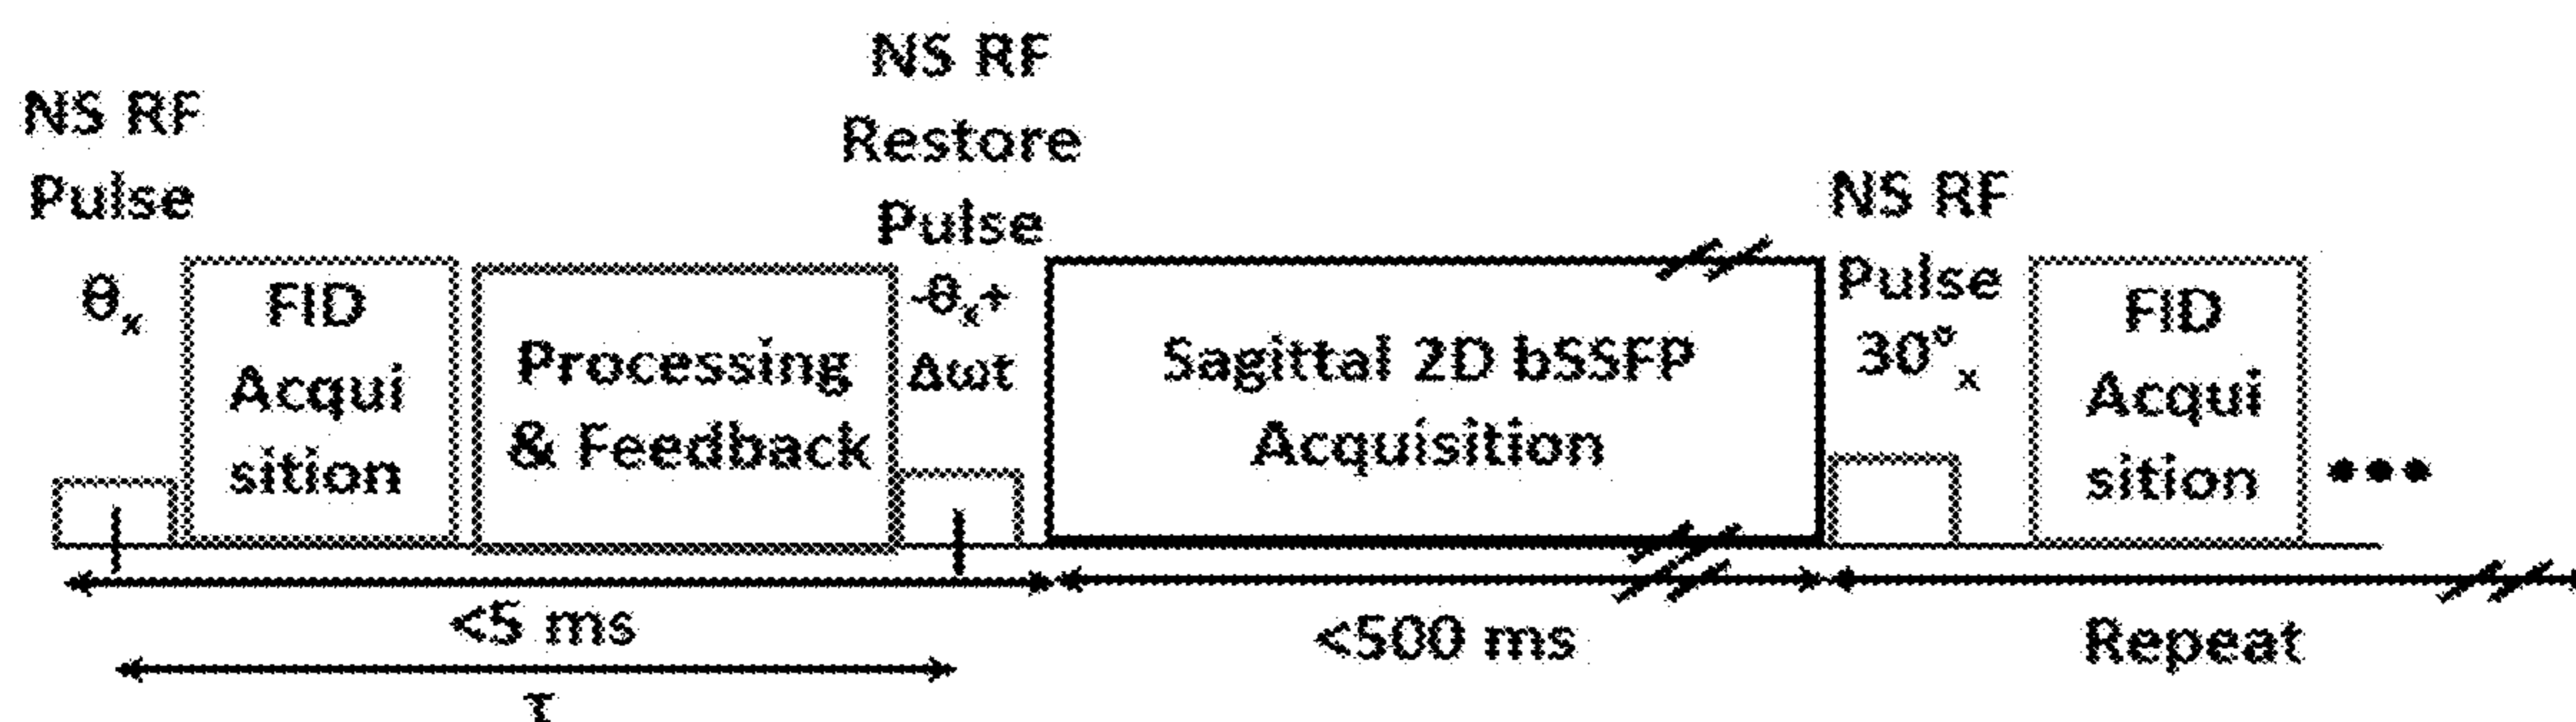 NS RF
Pulse
θx
FID
Acqui
sition
Processing
& Feedback
NS RF
Restore
Pulse
-θx+
Δωt
Sagittal 2D bSSFP
Acquisition
NS RF
Pulse
30°x
FID
Acqui
sition
•••
<5 ms
<500 ms
Repeat
τ